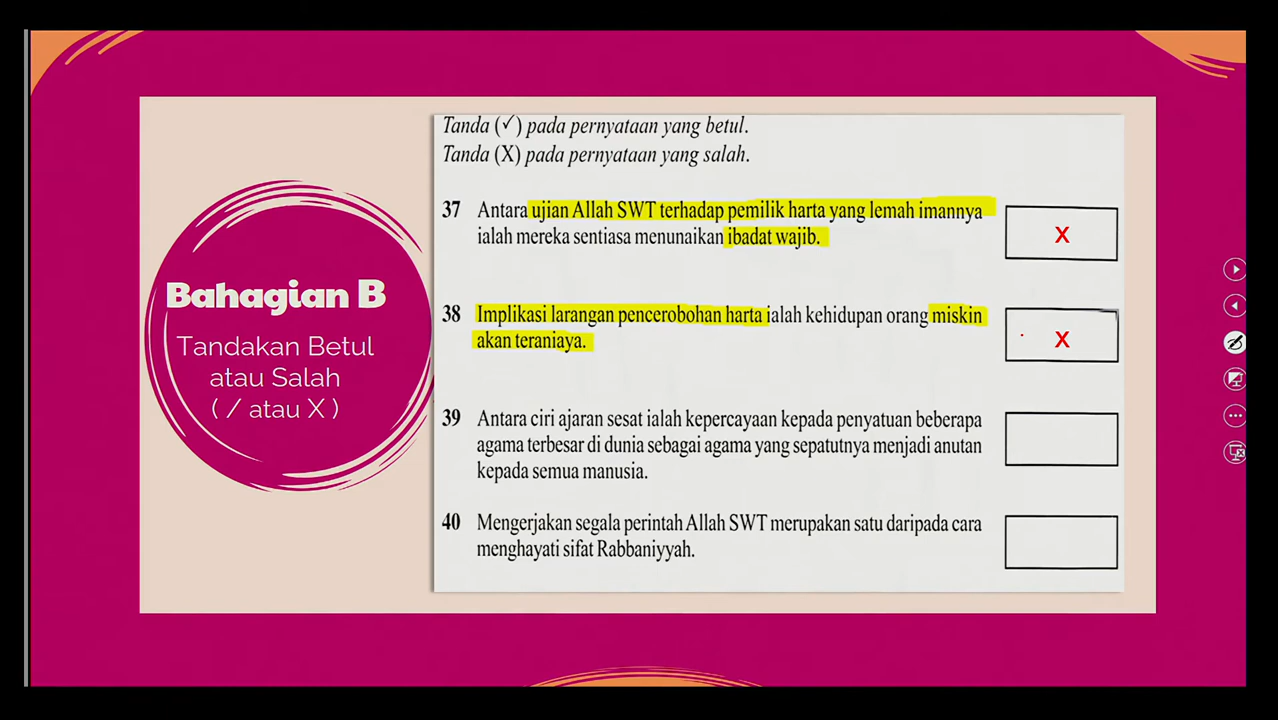 Bahagian B
Tandakan Betul
atau Salah
( / atau X )
Tanda (✓) pada pernyataan yang betul.
Tanda (X) pada pernyataan yang salah.
37 Antara ujian Allah SWT terhadap pemilik harta yang lemah imannya
ialah mereka sentiasa menunaikan ibadat wajib.
X
38 Implikasi larangan pencerobohan harta ialah kehidupan orang miskin
akan teraniaya.
X
39 Antara ciri ajaran sesat ialah kepercayaan kepada penyatuan beberapa
agama terbesar di dunia sebagai agama yang sepatutnya menjadi anutan
kepada semua manusia.
40 Mengerjakan segala perintah Allah SWT merupakan satu daripada cara
menghayati sifat Rabbaniyyah.